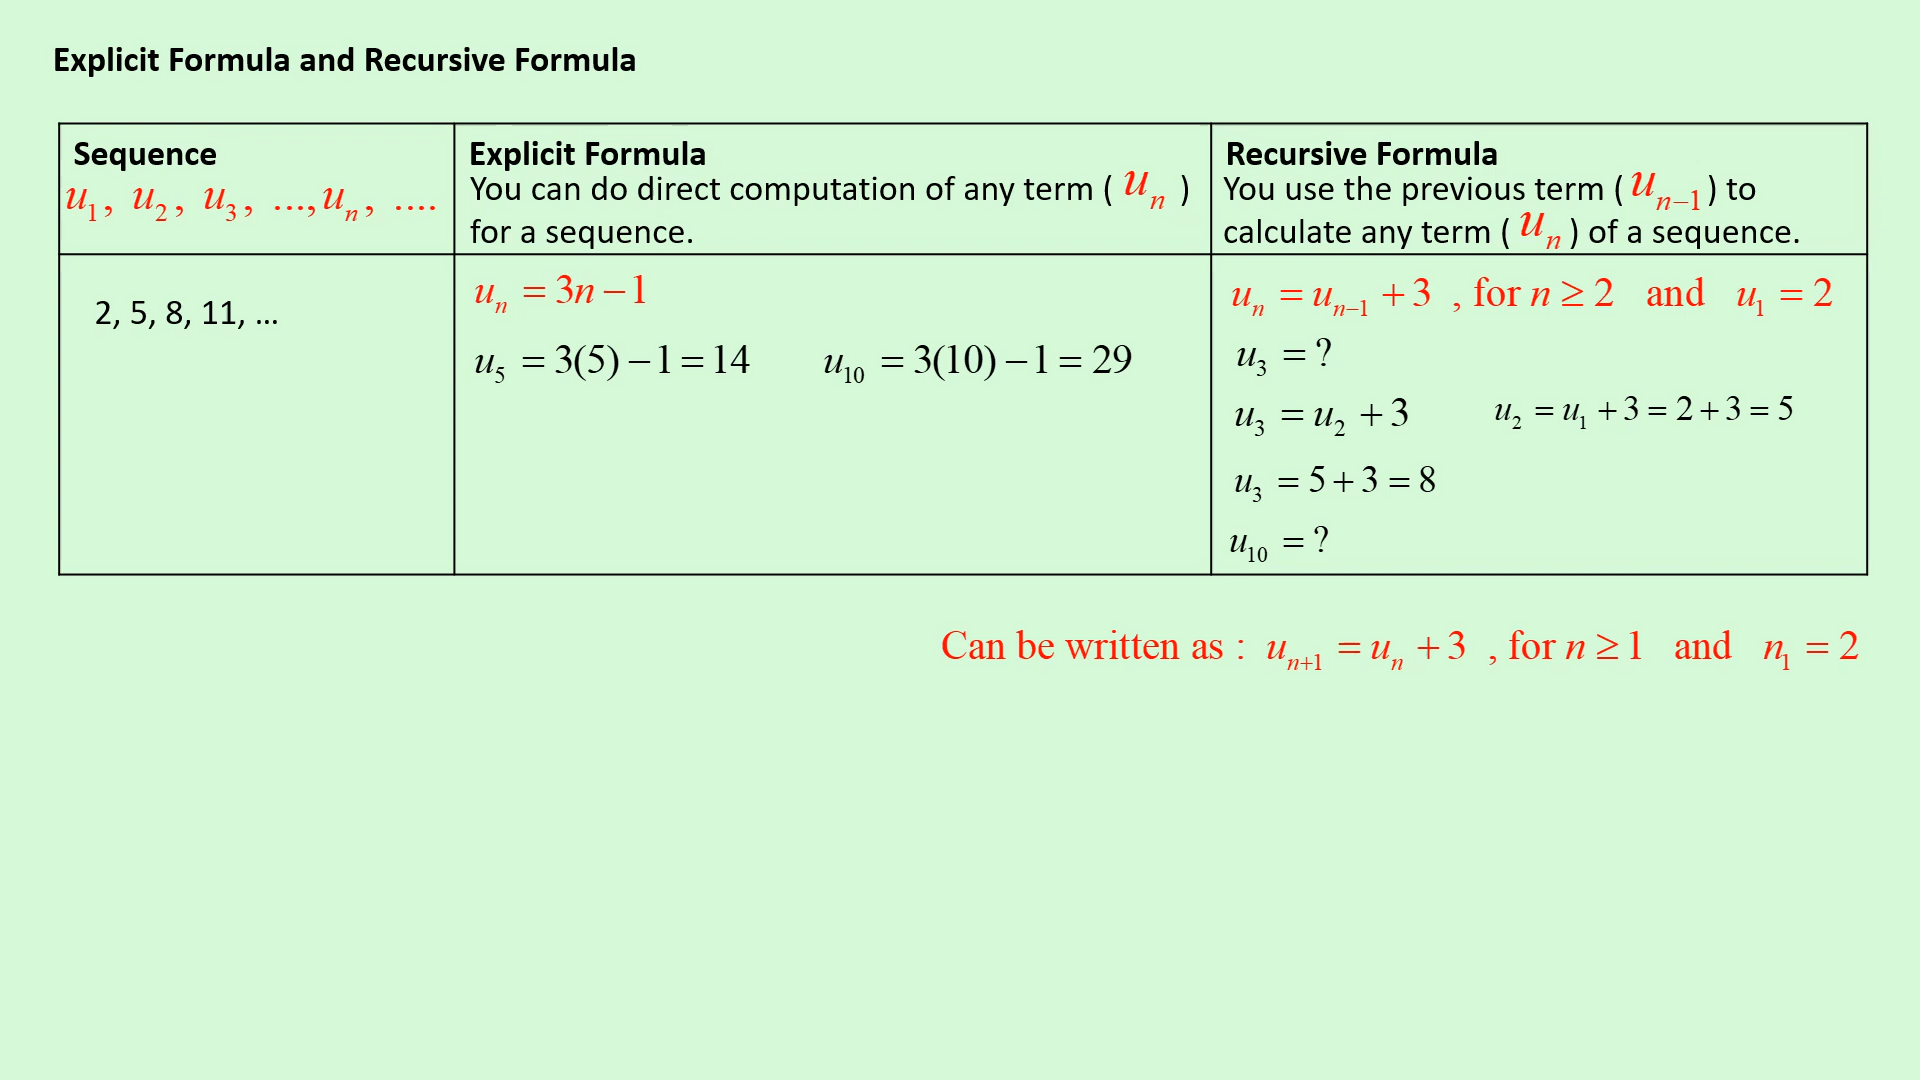 Explicit Formula and Recursive Formula
Sequence
u₁, u₂, u₃, ..., uₙ, ....
Explicit Formula
You can do direct computation of any term ( uₙ )
for a sequence.
Recursive Formula
You use the previous term ( uₙ₋₁ ) to
calculate any term ( uₙ ) of a sequence.
2, 5, 8, 11, ...
uₙ = 3n − 1
u₅ = 3(5) − 1 = 14 u₁₀ = 3(10) − 1 = 29
uₙ = uₙ₋₁ + 3 , for n ≥ 2 and u₁ = 2
u₃ = ?
u₃ = u₂ + 3 u₂ = u₁ + 3 = 2 + 3 = 5
u₃ = 5 + 3 = 8
u₁₀ = ?
Can be written as : uₙ₊₁ = uₙ + 3 , for n ≥ 1 and n₁ = 2